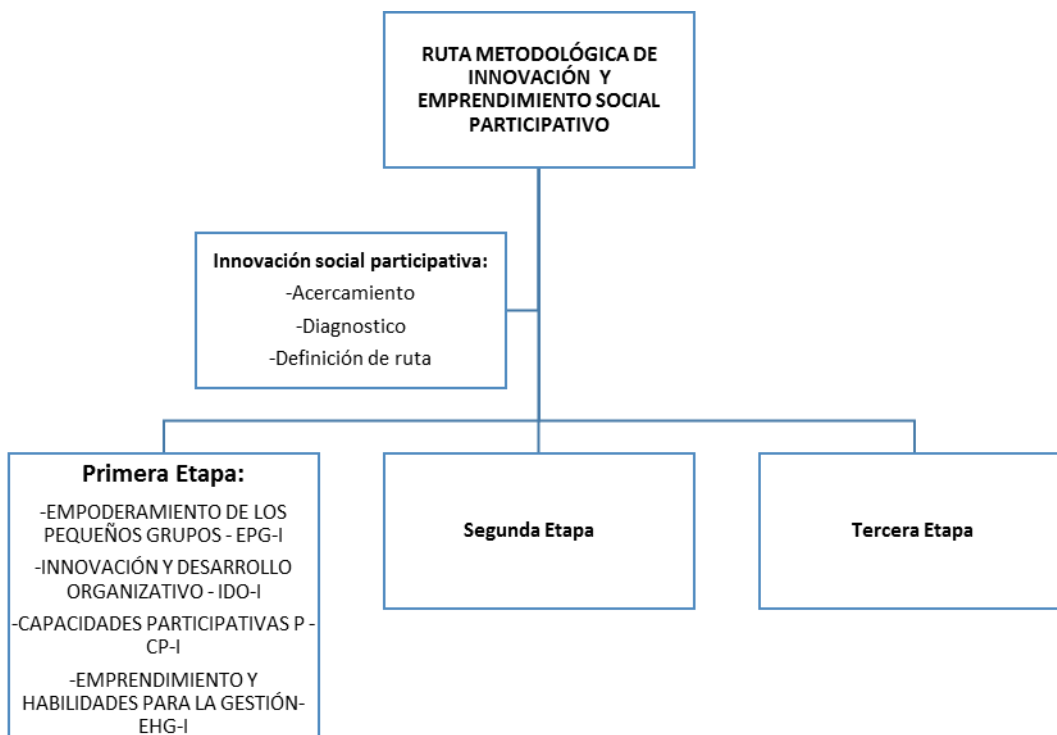 RUTA METODOLÓGICA DE
INNOVACIÓN Y
EMPRENDIMIENTO SOCIAL
PARTICIPATIVO
Innovación social participativa:
-Acercamiento
-Diagnostico
-Definición de ruta
Primera Etapa:
-EMPODERAMIENTO DE LOS
PEQUEÑOS GRUPOS - EPG-I
-INNOVACIÓN Y DESARROLLO
ORGANIZATIVO - IDO-I
-CAPACIDADES PARTICIPATIVAS P -
CP-I
-EMPRENDIMIENTO Y
HABILIDADES PARA LA GESTIÓN-
EHG-I
Segunda Etapa
Tercera Etapa